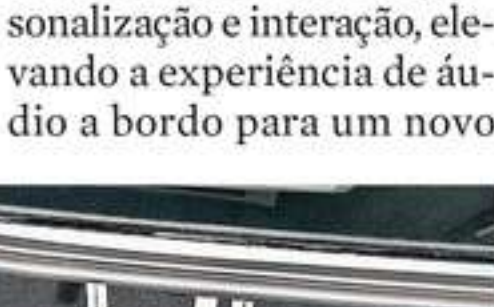 sonalização e interação, ele-
vando a experiência de áu-
dio a bordo para um novo